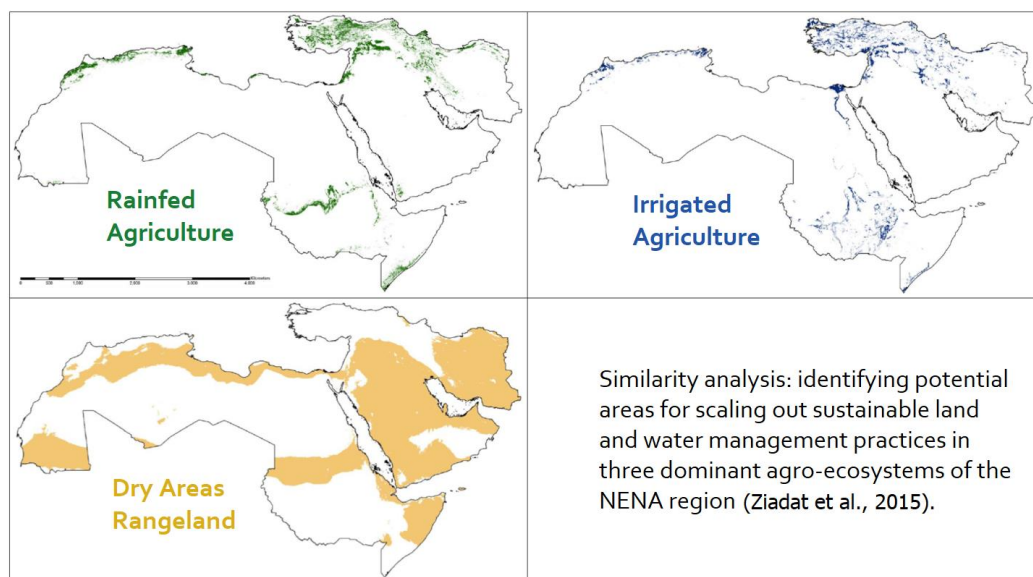 Rainfed
Agriculture
Irrigated
Agriculture
Dry Areas
Rangeland
Similarity analysis: identifying potential
areas for scaling out sustainable land
and water management practices in
three dominant agro-ecosystems of the
NENA region (Ziadat et al., 2015).